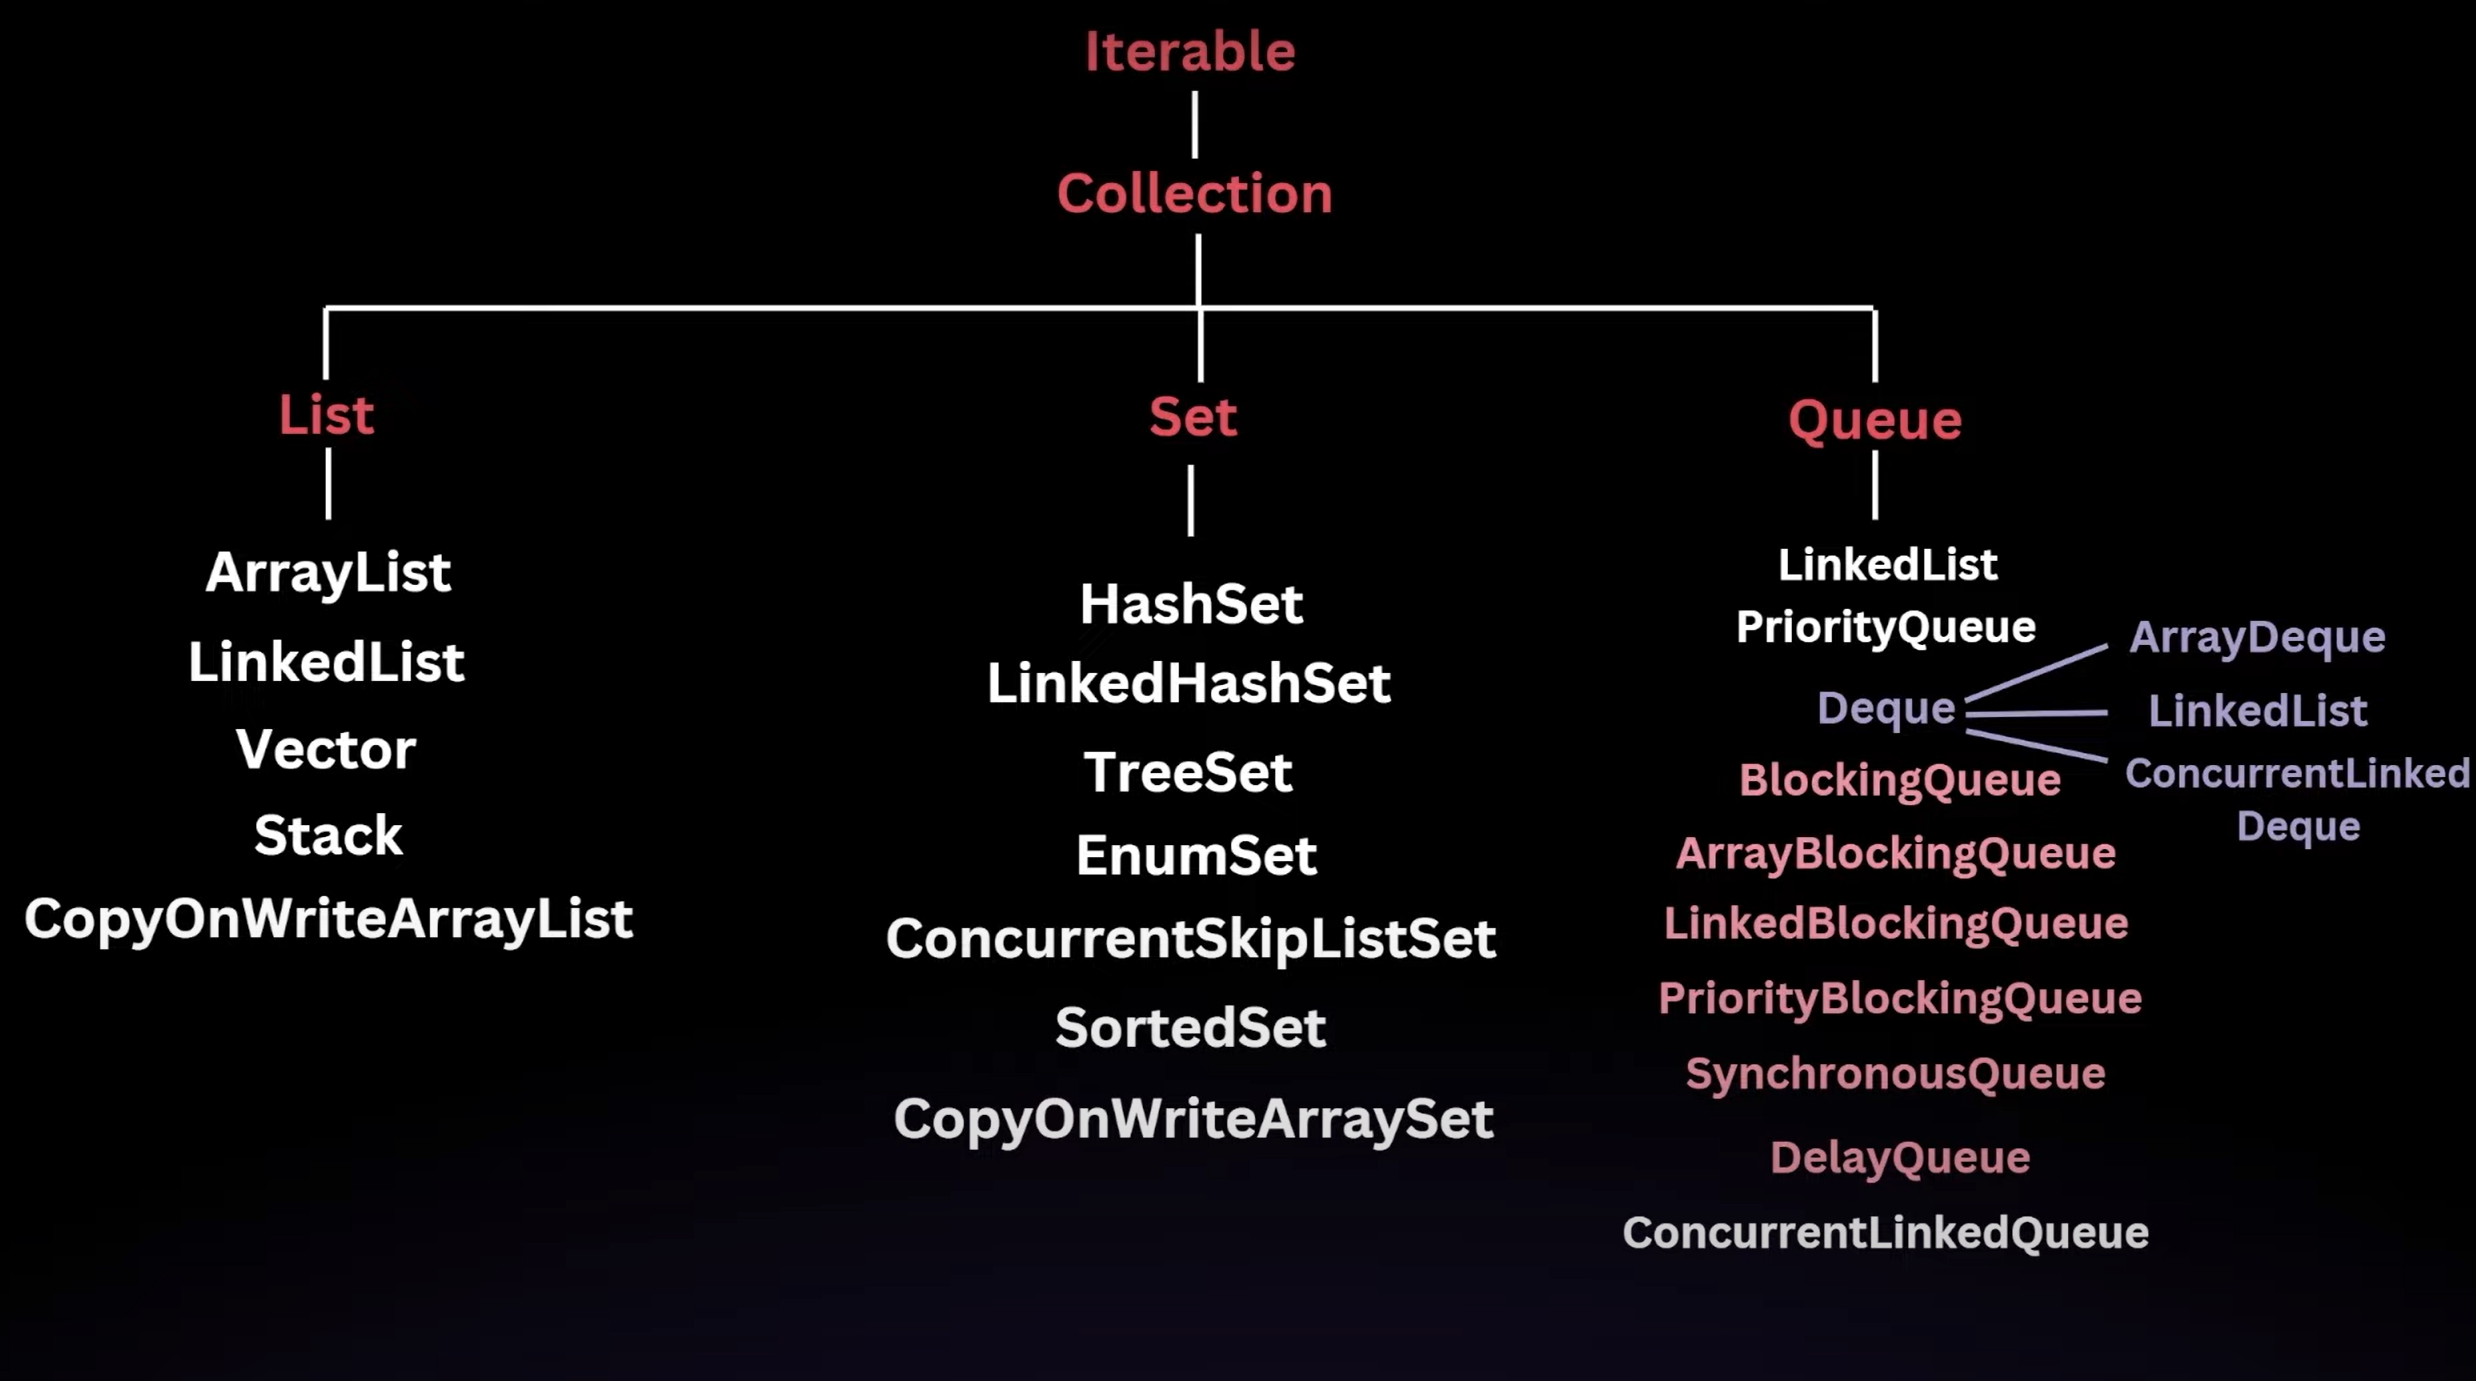 Iterable
Collection
List
Set
Queue
ArrayList
LinkedList
Vector
Stack
CopyOnWriteArrayList
HashSet
LinkedHashSet
TreeSet
EnumSet
ConcurrentSkipListSet
SortedSet
CopyOnWriteArraySet
LinkedList
PriorityQueue
Deque
ArrayDeque
LinkedList
ConcurrentLinked
Deque
BlockingQueue
ArrayBlockingQueue
LinkedBlockingQueue
PriorityBlockingQueue
SynchronousQueue
DelayQueue
ConcurrentLinkedQueue